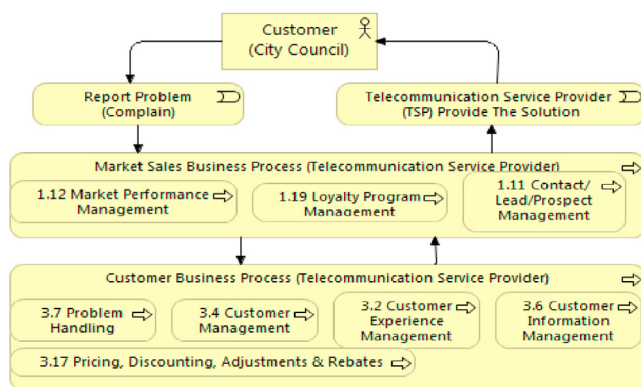 Customer
(City Council)
Report Problem
(Complain)
Telecommunication Service Provider
(TSP) Provide The Solution
Market Sales Business Process (Telecommunication Service Provider)
1.12 Market Performance
Management
1.19 Loyalty Program
Management
1.11 Contact/
Lead/Prospect
Management
Customer Business Process (Telecommunication Service Provider)
3.7 Problem
Handling
3.4 Customer
Management
3.2 Customer
Experience
Management
3.6 Customer
Information
Management
3.17 Pricing, Discounting, Adjustments & Rebates